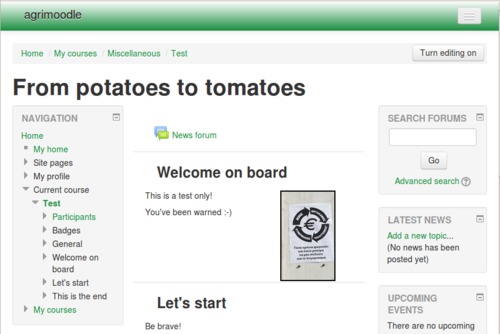 agrimoodle
Home / My courses / Miscellaneous / Test
Turn editing on
From potatoes to tomatoes
NAVIGATION
Home
My home
Site pages
My profile
Current course
Test
Participants
Badges
General
Welcome on
board
Let's start
This is the end
My courses
News forum
Welcome on board
This is a test only!
You've been warned :-)
€
Let's start
Be brave!
SEARCH FORUMS
Go
Advanced search
LATEST NEWS
Add a new topic...
(No news has been
posted yet)
UPCOMING
EVENTS
There are no upcoming